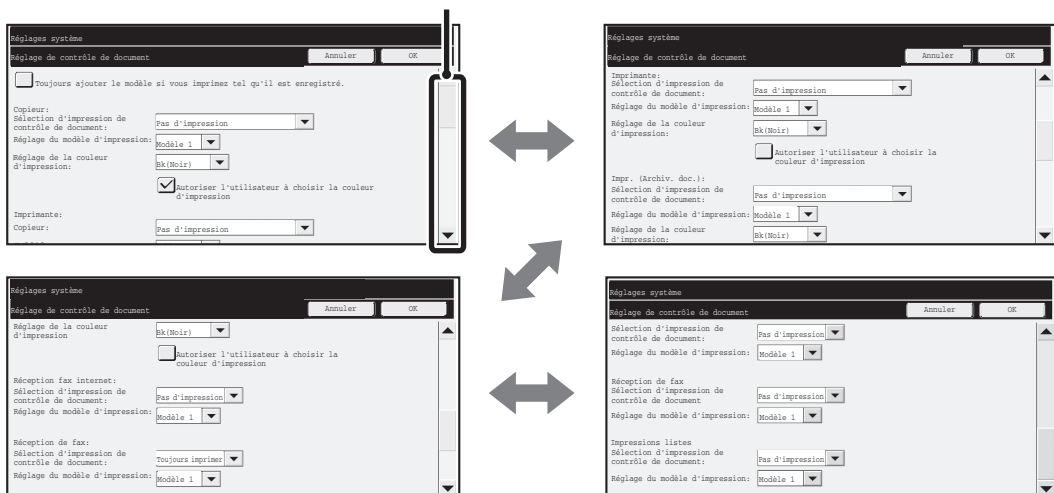 Réglages système
Réglage de contrôle de document
Annuler
OK
Toujours ajouter le modèle si vous imprimez tel qu'il est enregistré.
Copieur:
Sélection d'impression de
contrôle de document:
Pas d'impression
Réglage du modèle d'impression:
Modèle 1
Réglage de la couleur
d'impression:
Bk(Noir)
Autoriser l'utilisateur à choisir la couleur
d'impression
Imprimante:
Copieur:
Pas d'impression
Réglages système
Réglage de contrôle de document
Annuler
OK
Imprimante:
Sélection d'impression de
contrôle de document:
Pas d'impression
Réglage du modèle d'impression:
Modèle 1
Réglage de la couleur
d'impression:
Bk(Noir)
Autoriser l'utilisateur à choisir la
couleur d'impression
Impr. (Archiv. doc.):
Sélection d'impression de
contrôle de document:
Pas d'impression
Réglage du modèle d'impression:
Modèle 1
Réglage de la couleur
d'impression:
Bk(Noir)
Réglages système
Réglage de contrôle de document
Annuler
OK
Réglage de la couleur
d'impression
Bk(Noir)
Autoriser l'utilisateur à choisir la
couleur d'impression
Réception fax internet:
Sélection d'impression de
contrôle de document:
Pas d'impression
Réglage du modèle d'impression:
Modèle 1
Réception de fax:
Sélection d'impression de
contrôle de document:
Toujours imprimer
Réglage du modèle d'impression:
Modèle 1
Réglages système
Réglage de contrôle de document
Annuler
OK
Sélection d'impression de
contrôle de document:
Pas d'impression
Réglage du modèle d'impression:
Modèle 1
Réception de fax
Sélection d'impression de
contrôle de document
Pas d'impression
Réglage du modèle d'impression:
Modèle 1
Impressions listes
Sélection d'impression de
contrôle de document:
Pas d'impression
Réglage du modèle d'impression:
Modèle 1